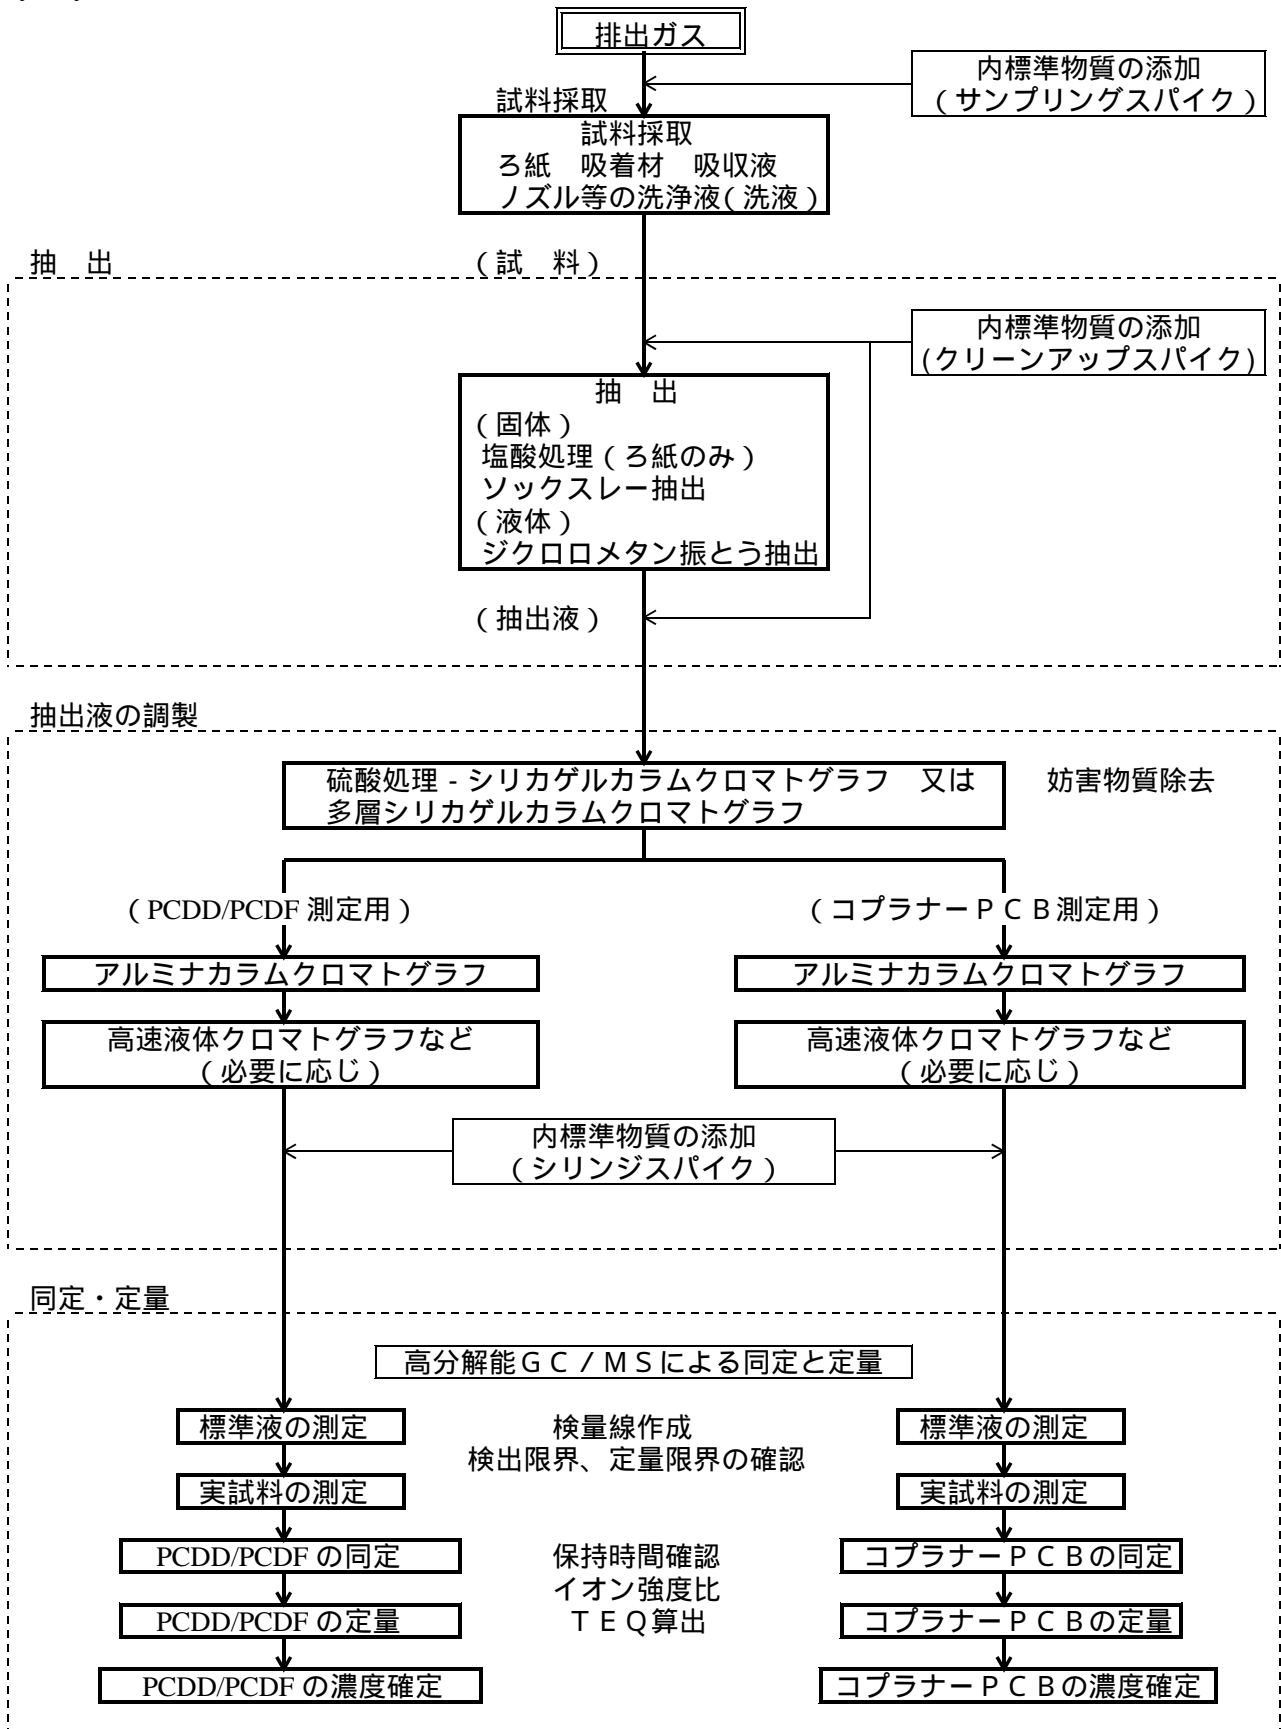 排出ガス
内標準物質の添加
(サンプリングスパイク)
試料採取
試料採取
ろ紙　吸着材　吸収液
ノズル等の洗浄液(洗液)
抽　出
(試　料)
内標準物質の添加
(クリーンアップスパイク)
抽　出
(固体)
塩酸処理(ろ紙のみ)
ソックスレー抽出
(液体)
ジクロロメタン振とう抽出
(抽出液)
抽出液の調製
硫酸処理 - シリカゲルカラムクロマトグラフ　又は
多層シリカゲルカラムクロマトグラフ
妨害物質除去
(PCDD/PCDF 測定用)
(コプラナーＰＣＢ測定用)
アルミナカラムクロマトグラフ
アルミナカラムクロマトグラフ
高速液体クロマトグラフなど
(必要に応じ)
高速液体クロマトグラフなど
(必要に応じ)
内標準物質の添加
(シリンジスパイク)
同定・定量
高分解能ＧＣ／ＭＳによる同定と定量
標準液の測定
検量線作成
標準液の測定
検出限界、定量限界の確認
実試料の測定
実試料の測定
PCDD/PCDF の同定
保持時間確認
コプラナーＰＣＢの同定
イオン強度比
PCDD/PCDF の定量
ＴＥＱ算出
コプラナーＰＣＢの定量
PCDD/PCDF の濃度確定
コプラナーＰＣＢの濃度確定